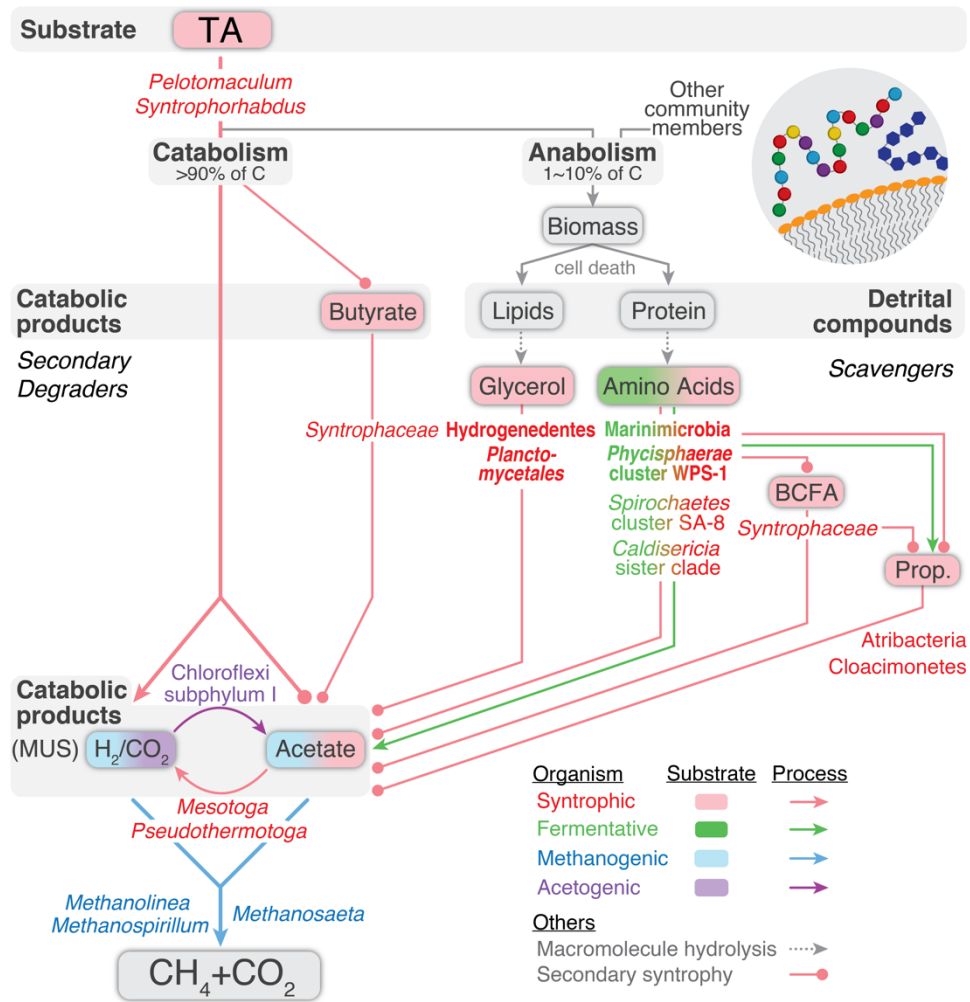 Substrate
TA
Pelotomaculum
Syntrophorhabdus
Other
community
members
Catabolism
>90% of C
Anabolism
1~10% of C
Biomass
cell death
Catabolic
products
Butyrate
Lipids
Protein
Detrital
compounds
Secondary
Degraders
Scavengers
Glycerol
Amino Acids
Syntrophaceae
Hydrogenedentes
Plancto-
mycetales
Marinimicrobia
Phycisphaerae
cluster WPS-1
Spirochaetes
cluster SA-8
Caldisericia
sister clade
BCFA
Syntrophaceae
Prop.
Atribacteria
Cloacimonetes
Chloroflexi
subphylum I
Catabolic
products
(MUS)
H₂/CO₂
Acetate
Mesotoga
Pseudothermotoga
Methanolinea
Methanospirillum
Methanosaeta
CH₄+CO₂
Organism Substrate Process
Syntrophic
Fermentative
Methanogenic
Acetogenic
Others
Macromolecule hydrolysis
Secondary syntrophy